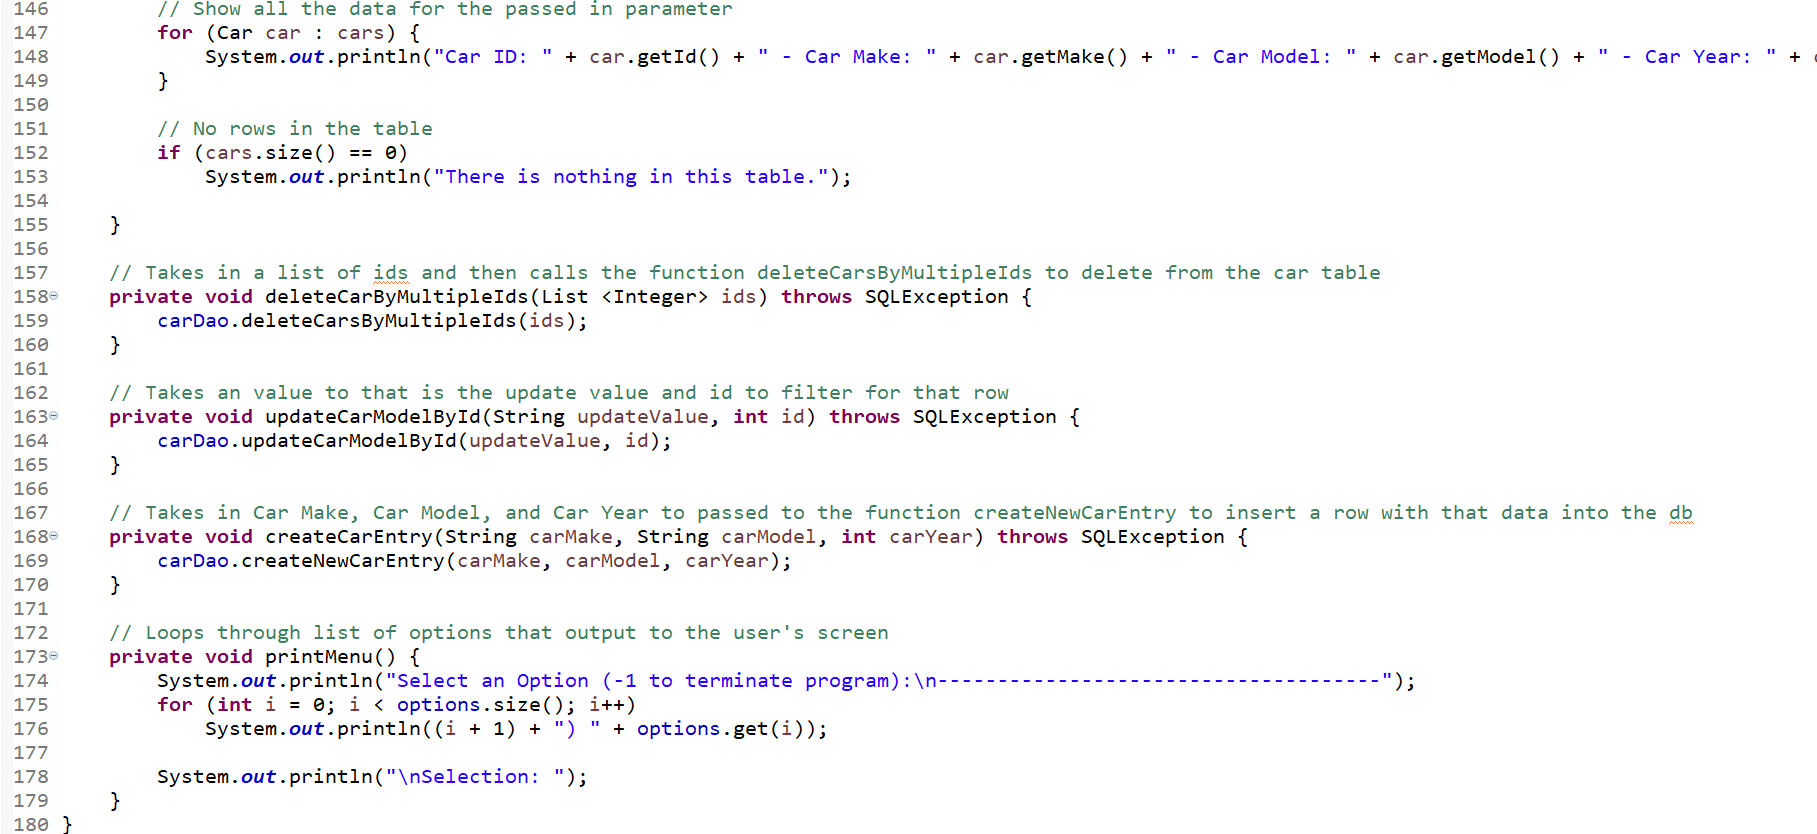 146         // Show all the data for the passed in parameter
147         for (Car car : cars) {
148             System.out.println("Car ID: " + car.getId() + " - Car Make: " + car.getMake() + " - Car Model: " + car.getModel() + " - Car Year: " +
149         }
150
151         // No rows in the table
152         if (cars.size() == 0)
153             System.out.println("There is nothing in this table.");
154
155     }
156
157     // Takes in a list of ids and then calls the function deleteCarsByMultipleIds to delete from the car table
158     private void deleteCarByMultipleIds(List <Integer> ids) throws SQLException {
159         carDao.deleteCarsByMultipleIds(ids);
160     }
161
162     // Takes an value to that is the update value and id to filter for that row
163     private void updateCarModelById(String updateValue, int id) throws SQLException {
164         carDao.updateCarModelById(updateValue, id);
165     }
166
167     // Takes in Car Make, Car Model, and Car Year to passed to the function createNewCarEntry to insert a row with that data into the db
168     private void createCarEntry(String carMake, String carModel, int carYear) throws SQLException {
169         carDao.createNewCarEntry(carMake, carModel, carYear);
170     }
171
172     // Loops through list of options that output to the user's screen
173     private void printMenu() {
174         System.out.println("Select an Option (-1 to terminate program):\n-------------------------------------");
175         for (int i = 0; i < options.size(); i++)
176             System.out.println((i + 1) + ") " + options.get(i));
177
178         System.out.println("\nSelection: ");
179     }
180 }